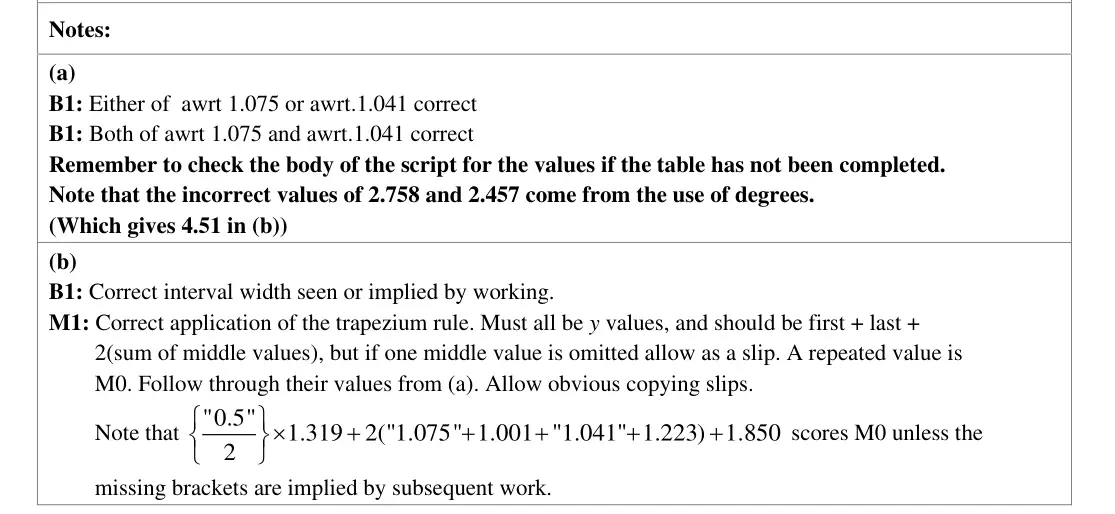 Notes:
(a)
B1: Either of  awrt 1.075 or awrt.1.041 correct
B1: Both of awrt 1.075 and awrt.1.041 correct
Remember to check the body of the script for the values if the table has not been completed.
Note that the incorrect values of 2.758 and 2.457 come from the use of degrees.
(Which gives 4.51 in (b))
(b)
B1: Correct interval width seen or implied by working.
M1: Correct application of the trapezium rule. Must all be y values, and should be first + last +
2(sum of middle values), but if one middle value is omitted allow as a slip. A repeated value is
M0. Follow through their values from (a). Allow obvious copying slips.
Note that {"0.5"/2}×1.319+2("1.075"+1.001+"1.041"+1.223)+1.850 scores M0 unless the
missing brackets are implied by subsequent work.